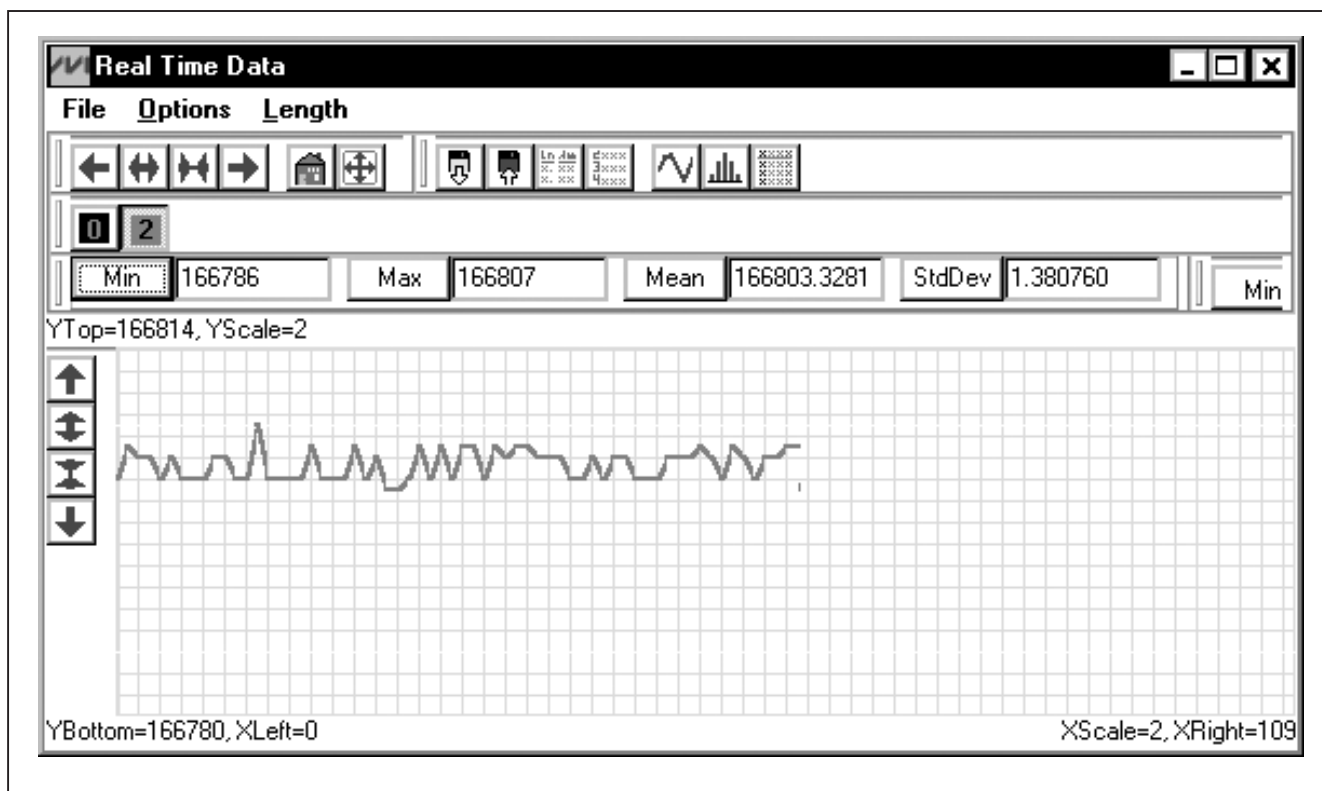 Real Time Data
File Options Length
0 2
Min 166786 Max 166807 Mean 166803.3281 StdDev 1.380760 Min
YTop=166814, YScale=2
YBottom=166780, XLeft=0
XScale=2, XRight=109